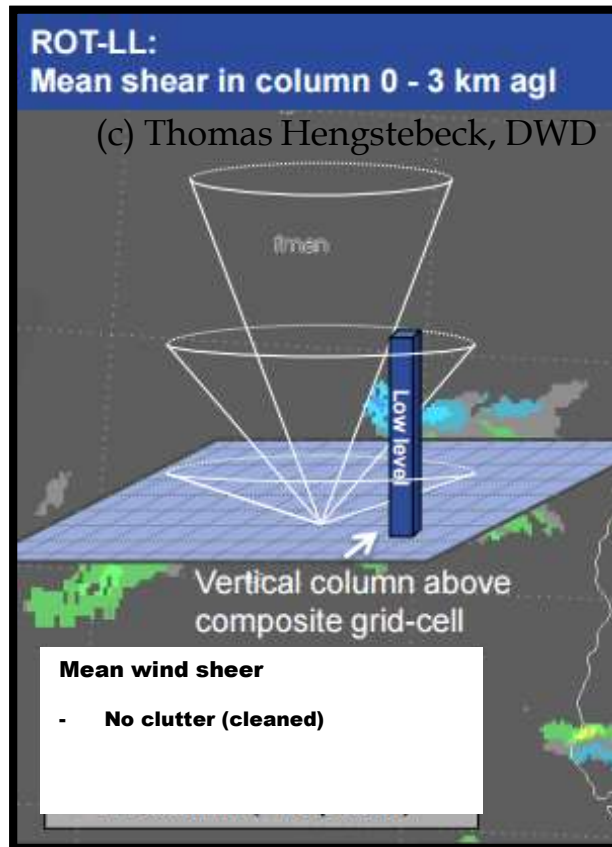 ROT-LL:
Mean shear in column 0 - 3 km agl
(c) Thomas Hengstebeck, DWD
Low level
Vertical column above
composite grid-cell
Mean wind sheer
- No clutter (cleaned)